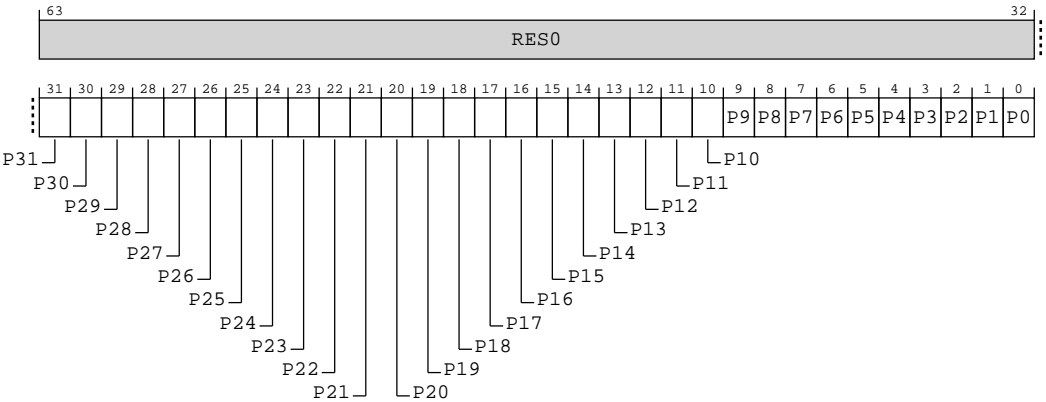 63 32
RES0
31 30 29 28 27 26 25 24 23 22 21 20 19 18 17 16 15 14 13 12 11 10 9 8 7 6 5 4 3 2 1 0
P9 P8 P7 P6 P5 P4 P3 P2 P1 P0
P31 P10
P30 P11
P29 P12
P28 P13
P27 P14
P26 P15
P25 P16
P24 P17
P23 P18
P22 P19
P21 P20